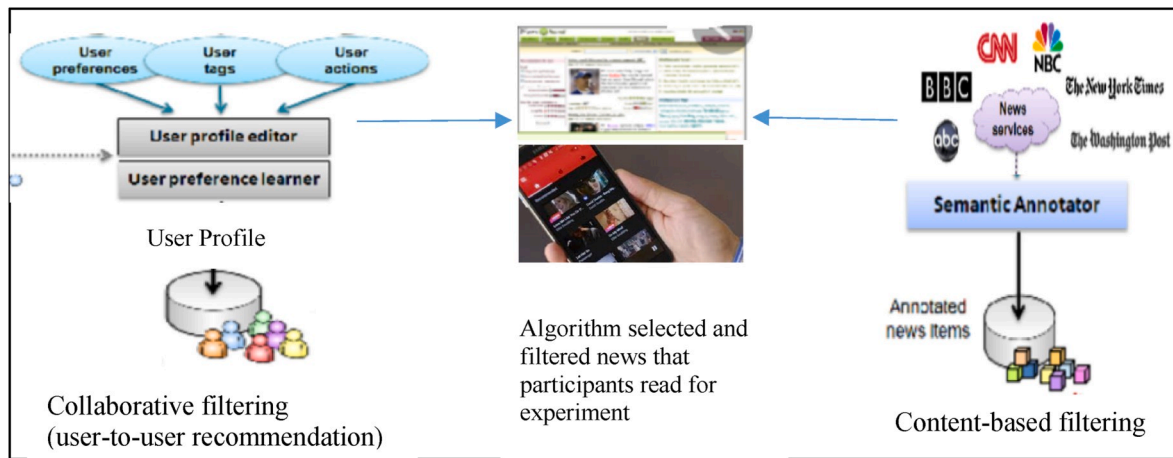 User
preferences
User
tags
User
actions
User profile editor
User preference learner
User Profile
Collaborative filtering
(user-to-user recommendation)
Algorithm selected and
filtered news that
participants read for
experiment
CNN
NBC
BBC
The New York Times
News
services
abc
The Washington Post
Semantic Annotator
Annotated
news Items
Content-based filtering